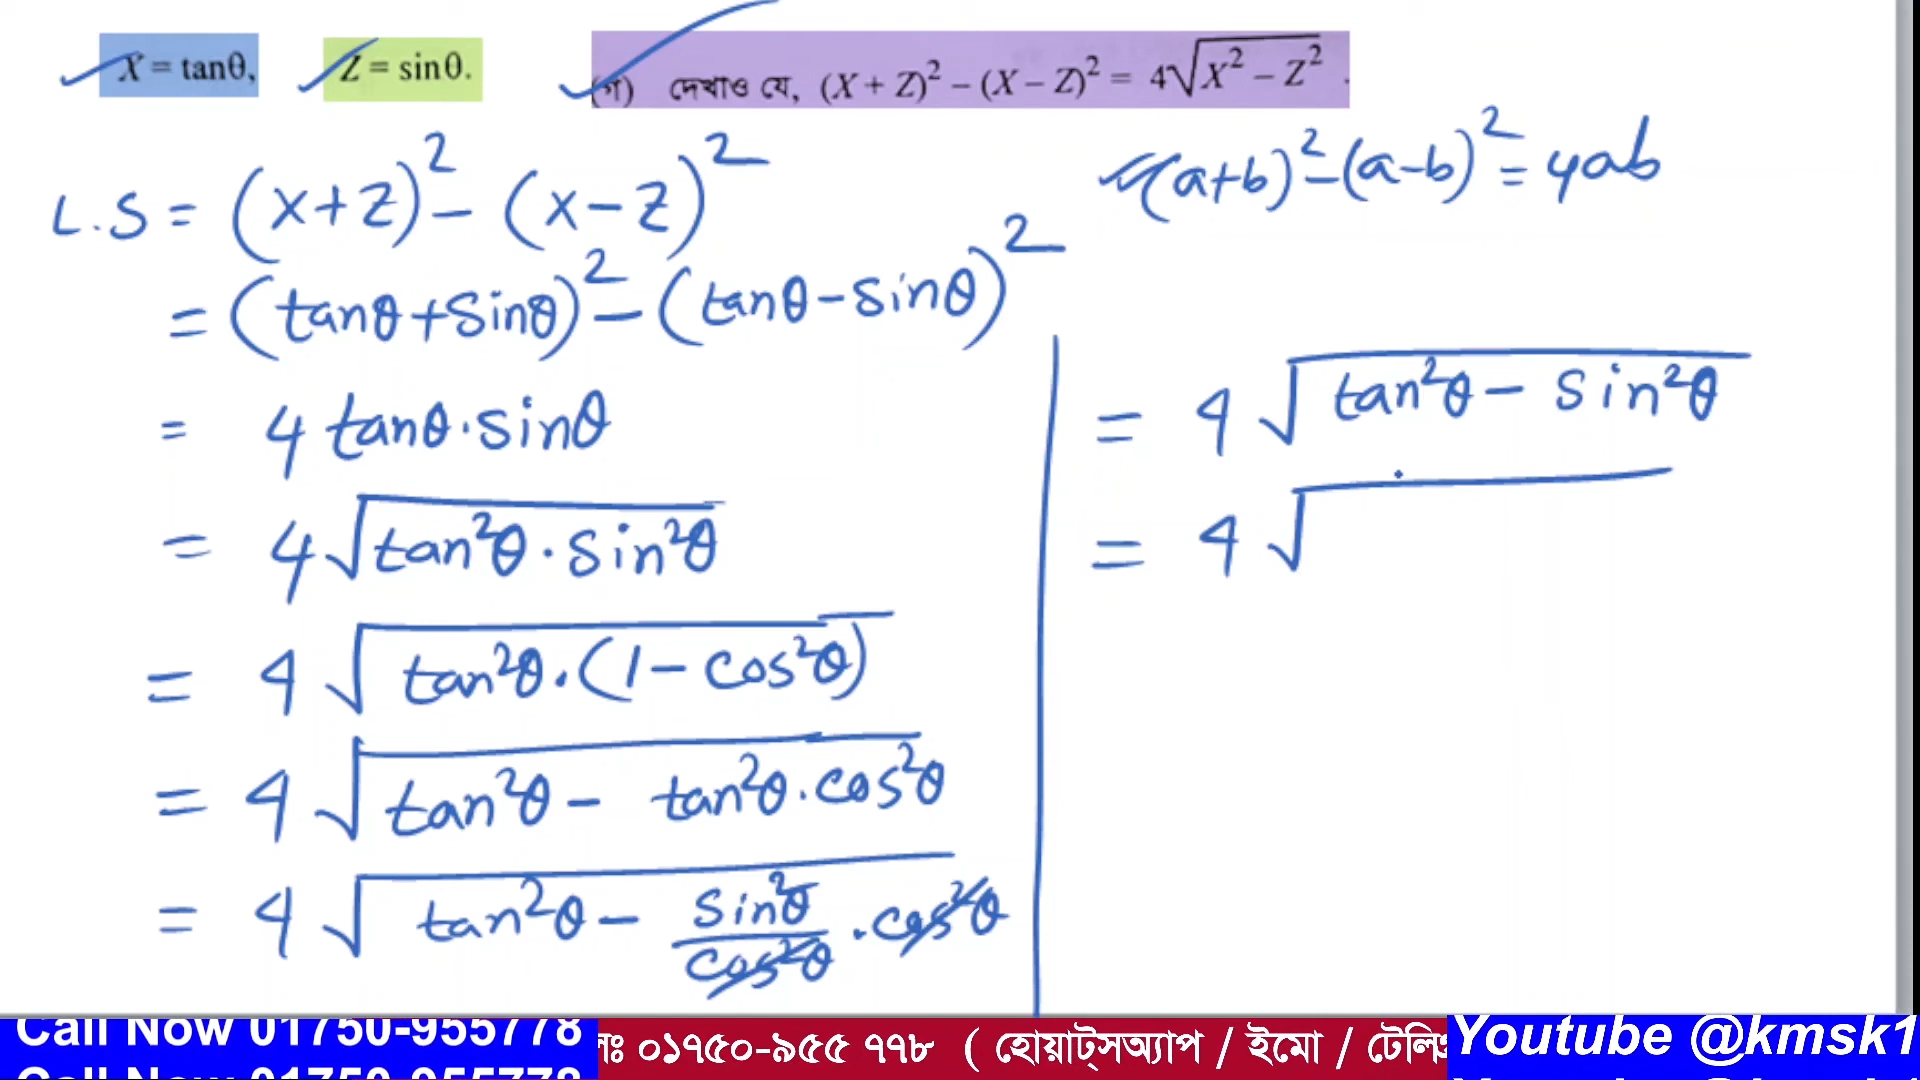 X = tanθ, Z = sinθ. (গ) দেখাও যে, (X + Z)² − (X − Z)² = 4√(X² − Z²) .
L.S = (x+z)² − (x−z)²
= (tanθ+sinθ)² − (tanθ−sinθ)²
= 4 tanθ·sinθ
= 4√(tan²θ·sin²θ)
= 4√(tan²θ·(1−cos²θ))
= 4√(tan²θ − tan²θ·cos²θ)
= 4√(tan²θ − sin²θ/cos²θ·cos²θ)
(a+b)² − (a−b)² = 4ab
= 4√(tan²θ − sin²θ)
= 4√
Call Now 01750-955778
নঃ ০১৭৫০-৯৫৫ ৭৭৮ ( হোয়াট্সঅ্যাপ / ইমো / টেলি
Youtube @kmsk1